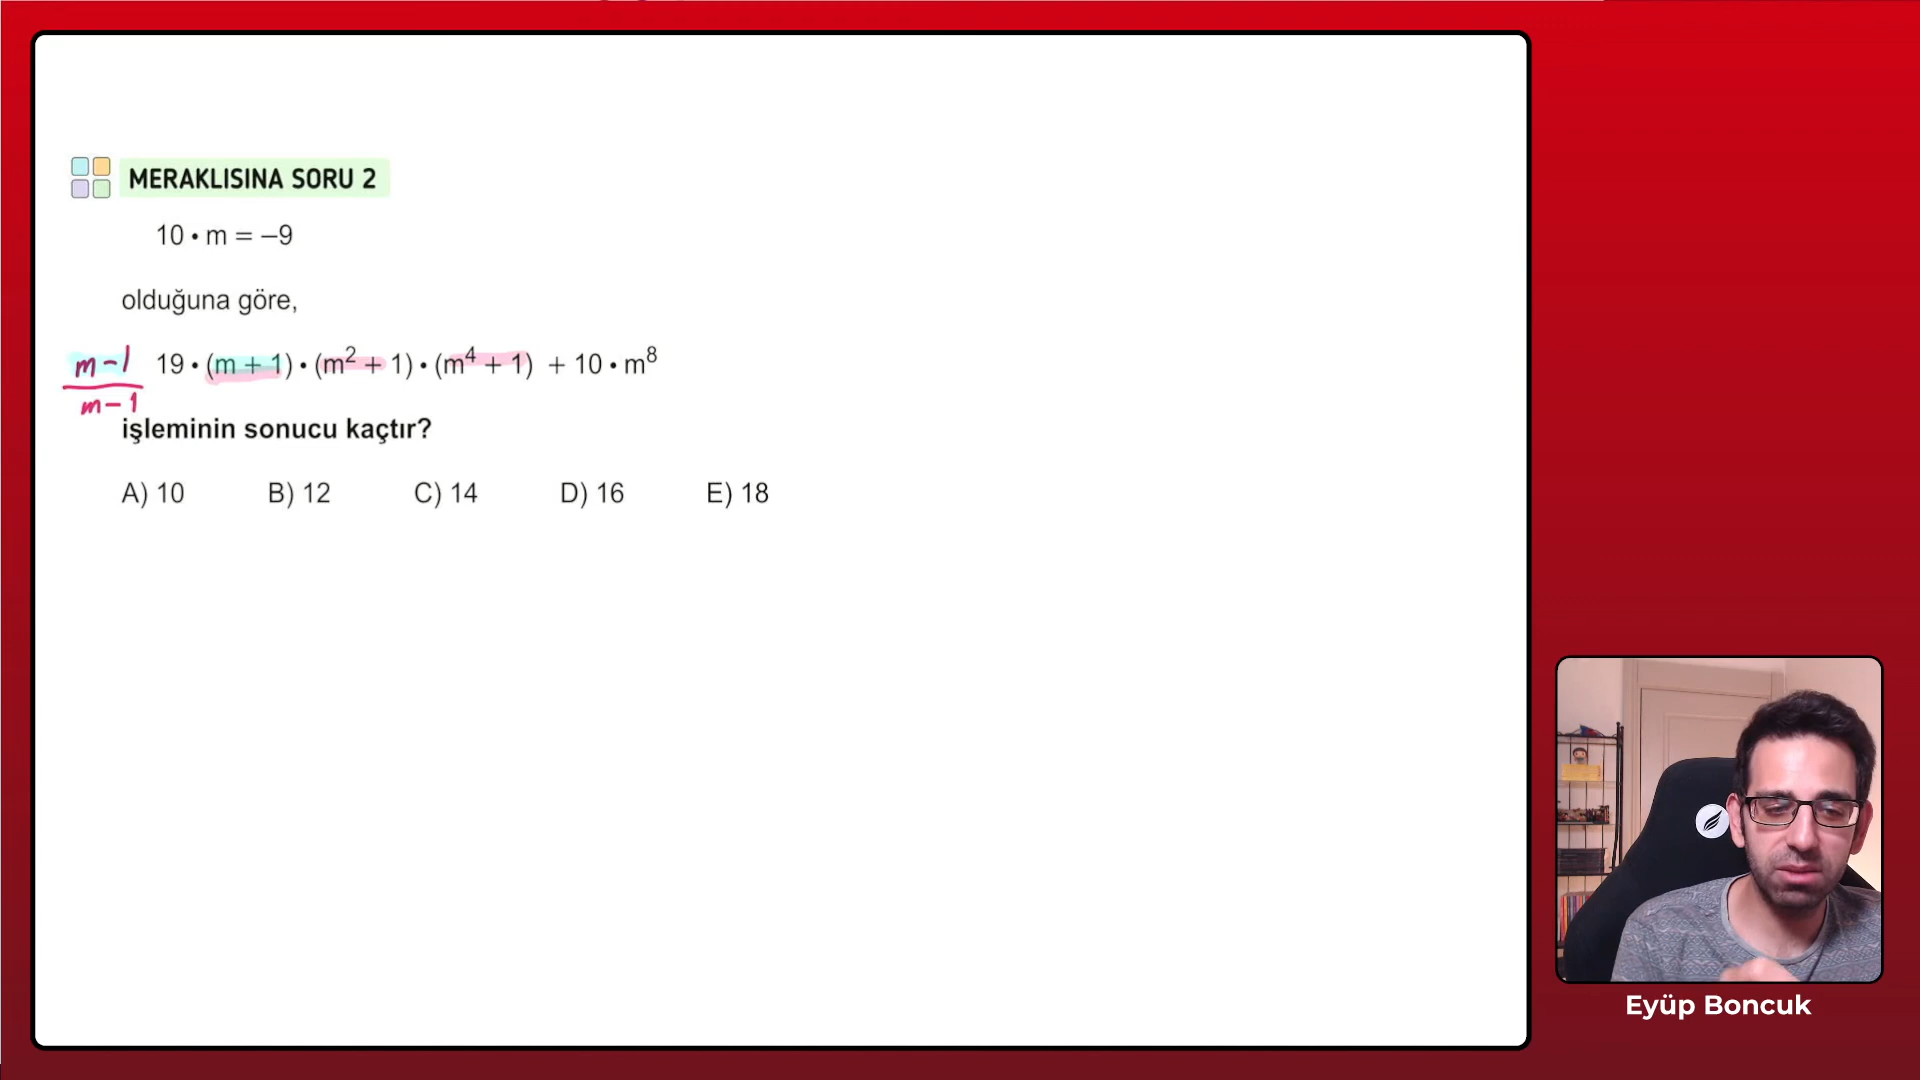 MERAKLISINA SORU 2
10 • m = –9
olduğuna göre,
m-1 19 • (m + 1) • (m² + 1) • (m⁴ + 1) + 10 • m⁸
m-1
işleminin sonucu kaçtır?
A) 10 B) 12 C) 14 D) 16 E) 18
Eyüp Boncuk